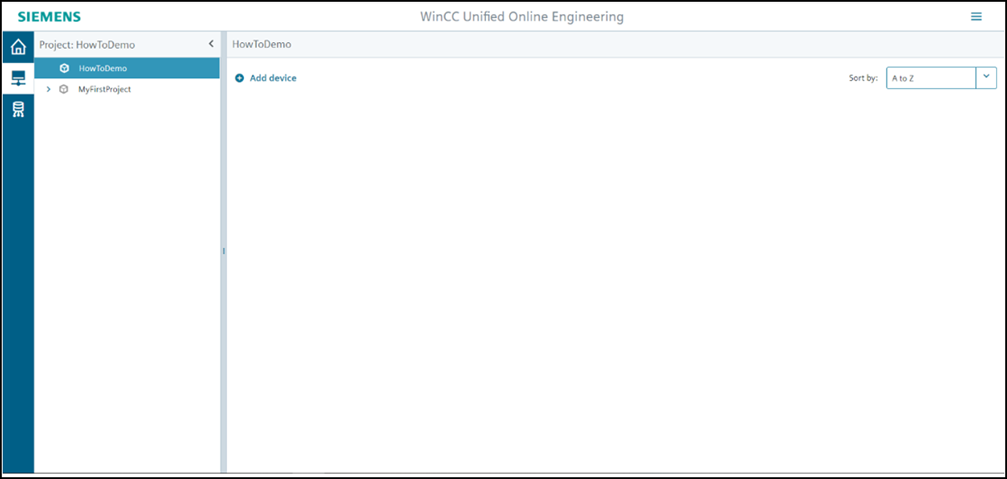 SIEMENS
WinCC Unified Online Engineering
Project: HowToDemo
HowToDemo
MyFirstProject
HowToDemo
Add device
Sort by:
A to Z